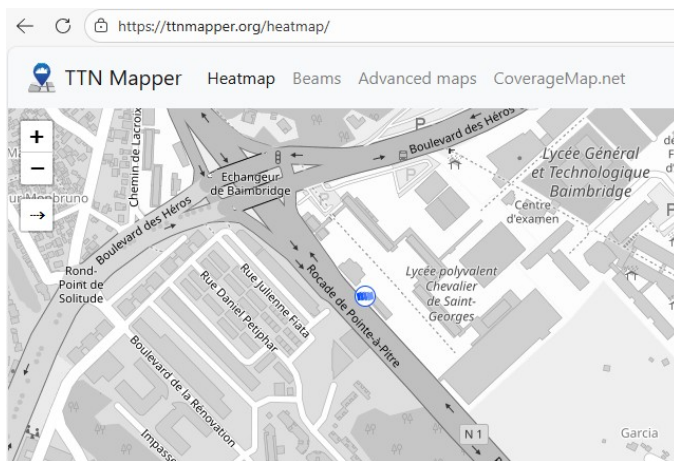 https://ttnmapper.org/heatmap/
TTN Mapper Heatmap Beams Advanced maps CoverageMap.net
+
−
Chemin de Lacroix
Echangeur
de Baimbridge
Boulevard des Héros
Boulevard des Héros
P
Lycée Général
et Technologique
Baimbridge
Centre
d'examen
P
Rond-
Point de
Solitude
Rue Julienne Fiata
Rue Daniel Petiphar
Rocade de Pointe-à-Pitre
Lycée polyvalent
Chevalier
de Saint-
Georges
Boulevard de la Rénovation
Impasse
N 1
Garcia